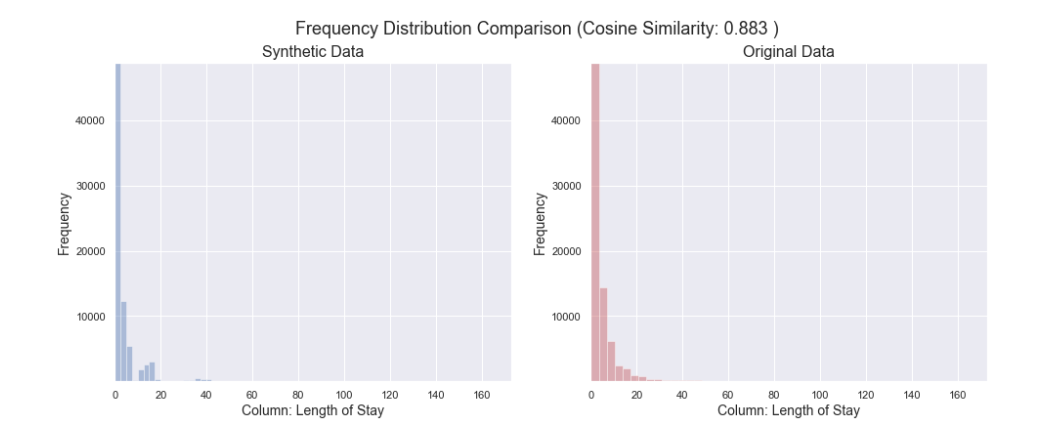 Frequency Distribution Comparison (Cosine Similarity: 0.883 )
Synthetic Data
Frequency
40000
30000
20000
10000
0 20 40 60 80 100 120 140 160
Column: Length of Stay
Original Data
Frequency
40000
30000
20000
10000
0 20 40 60 80 100 120 140 160
Column: Length of Stay